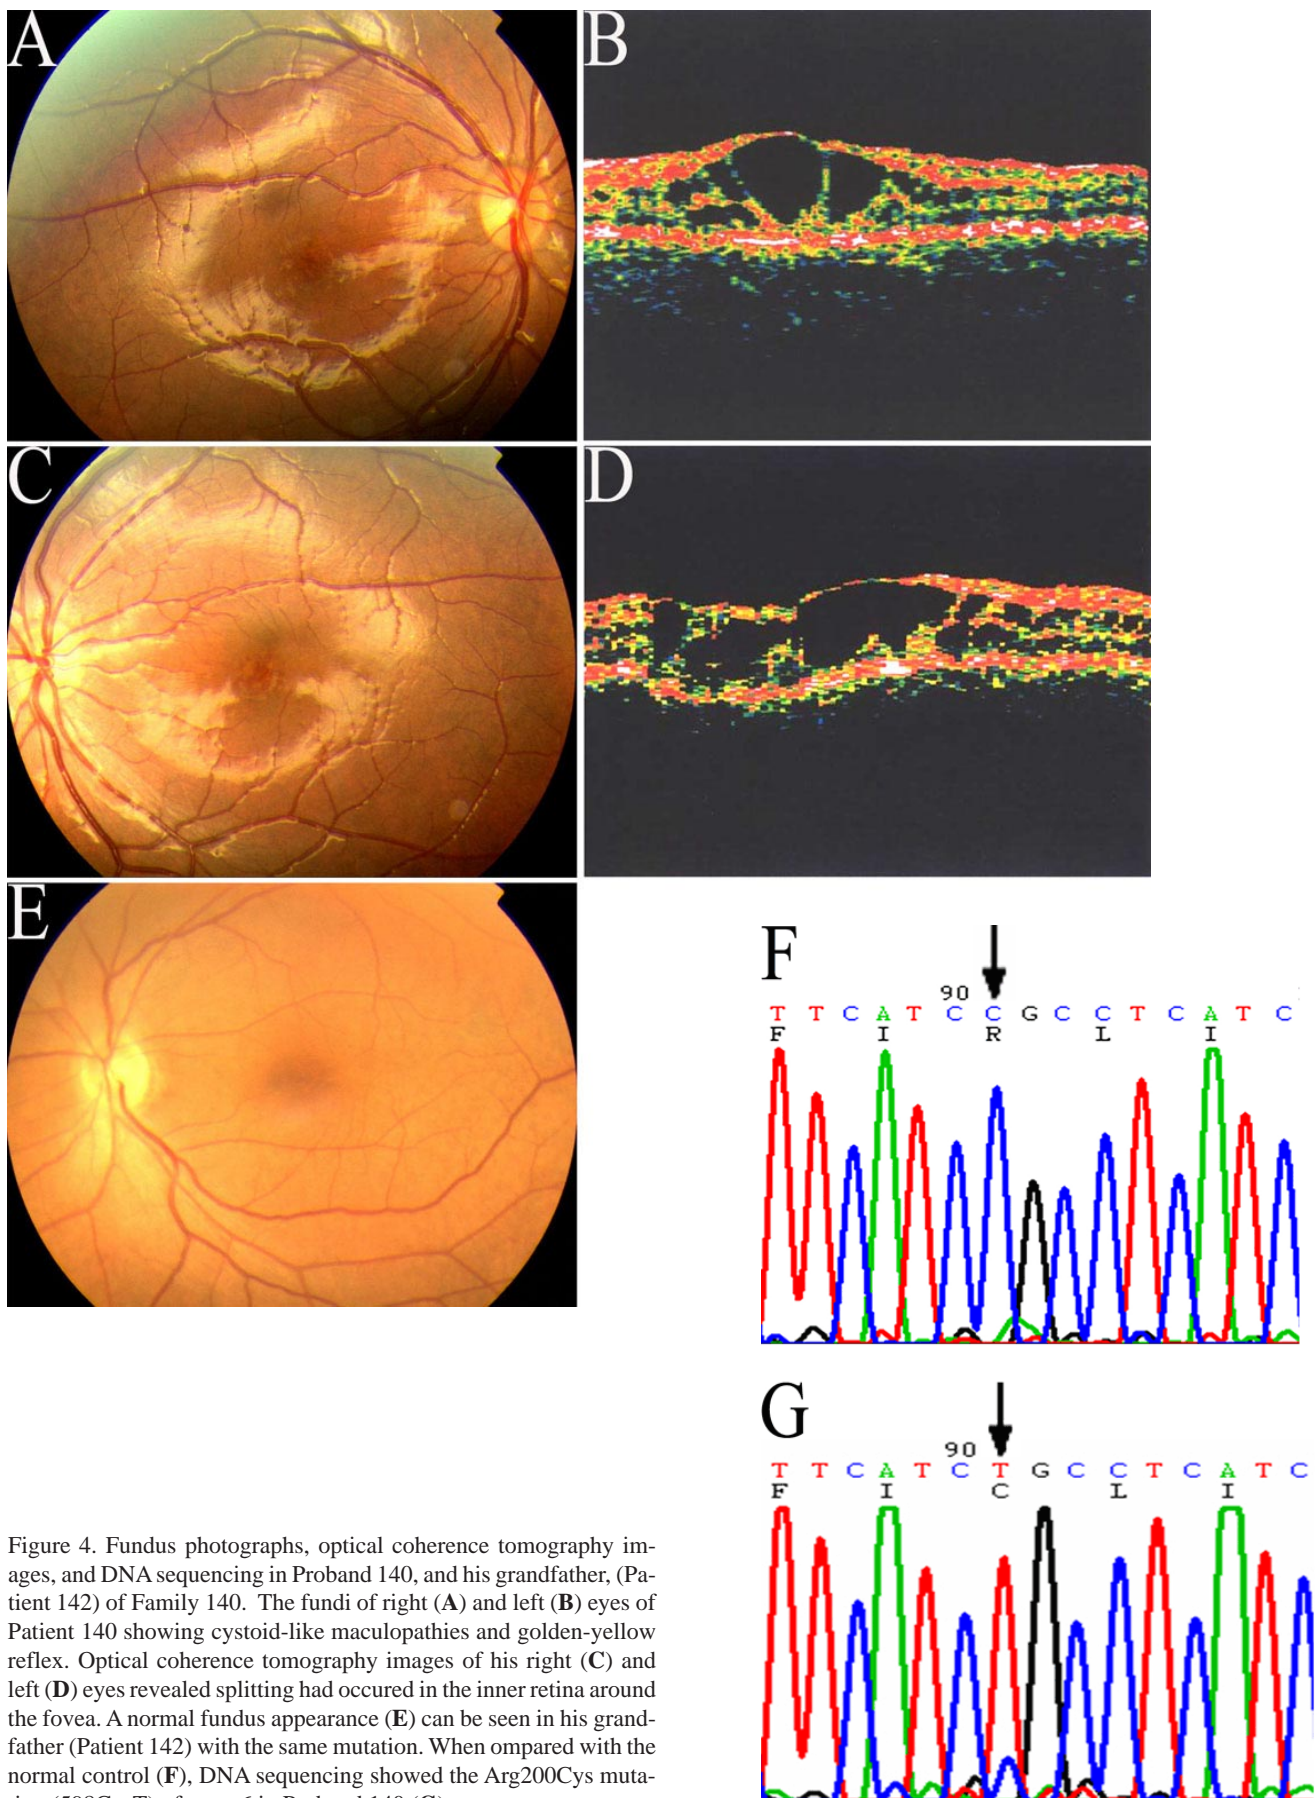 A
B
C
D
E
F
90
T T C A T C C G C C T C A T C
F I R L I
G
90
T T C A T C T G C C T C A T C
F I C L I
Figure 4. Fundus photographs, optical coherence tomography im-
ages, and DNA sequencing in Proband 140, and his grandfather, (Pa-
tient 142) of Family 140. The fundi of right (A) and left (B) eyes of
Patient 140 showing cystoid-like maculopathies and golden-yellow
reflex. Optical coherence tomography images of his right (C) and
left (D) eyes revealed splitting had occured in the inner retina around
the fovea. A normal fundus appearance (E) can be seen in his grand-
father (Patient 142) with the same mutation. When ompared with the
normal control (F), DNA sequencing showed the Arg200Cys muta-